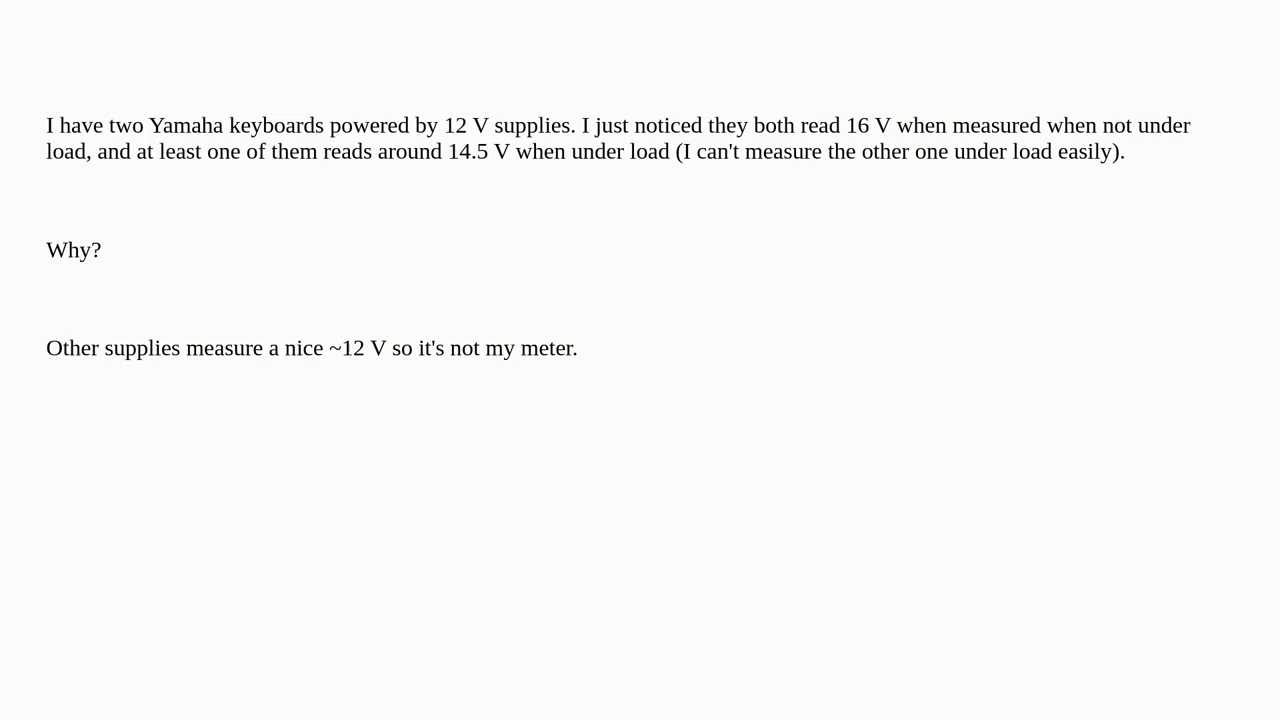 I have two Yamaha keyboards powered by 12 V supplies. I just noticed they both read 16 V when measured when not under
load, and at least one of them reads around 14.5 V when under load (I can't measure the other one under load easily).
Why?
Other supplies measure a nice ~12 V so it's not my meter.